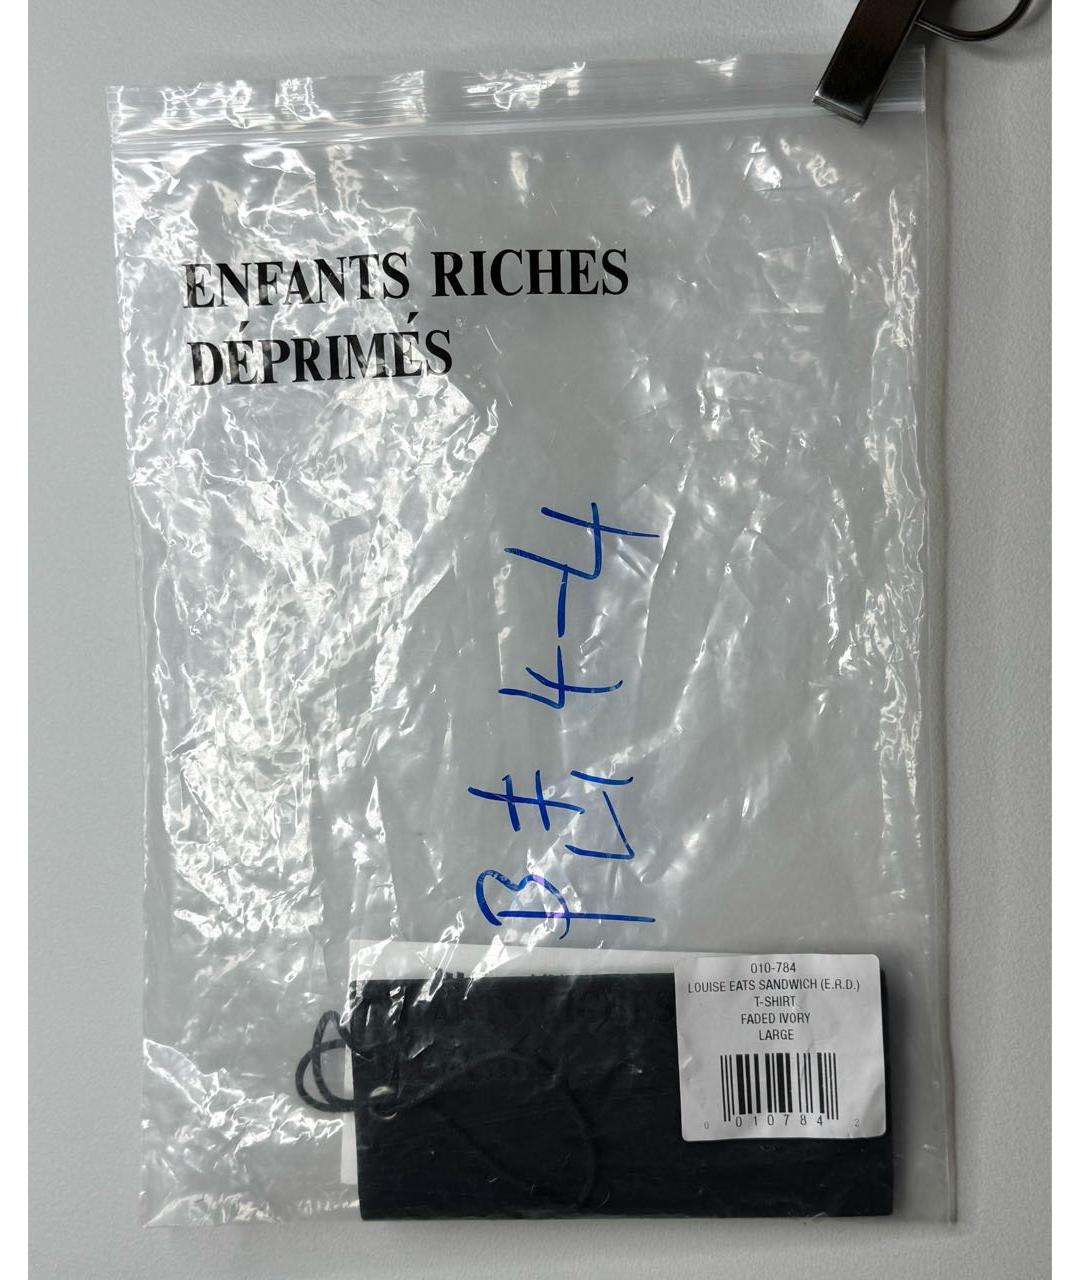 ENFANTS RICHES
DÉPRIMÉS
4-4
010-784
LOUISE EATS SANDWICH (E.R.D.)
T-SHIRT
FADED IVORY
LARGE
0 010784 2